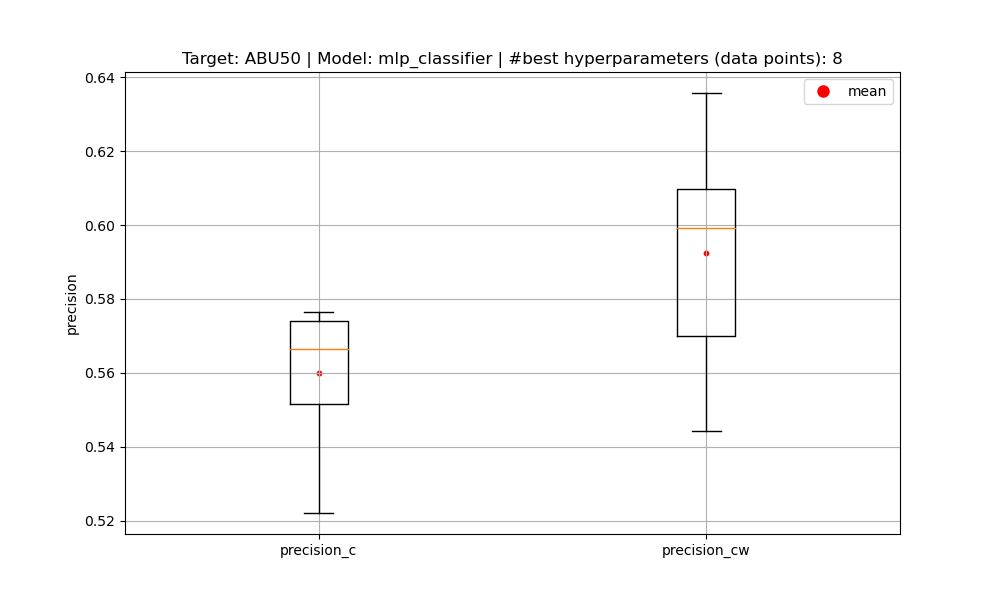 Target: ABU50 | Model: mlp_classifier | #best hyperparameters (data points): 8
mean
precision
0.64
0.62
0.60
0.58
0.56
0.54
0.52
precision_c
precision_cw